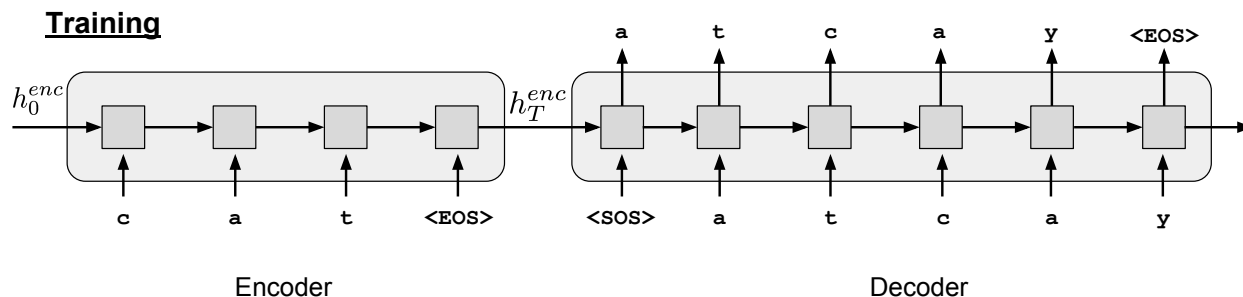 Training
a t c a y <EOS>
h_0^{enc} h_T^{enc}
c a t <EOS> <SOS> a t c a y
Encoder Decoder